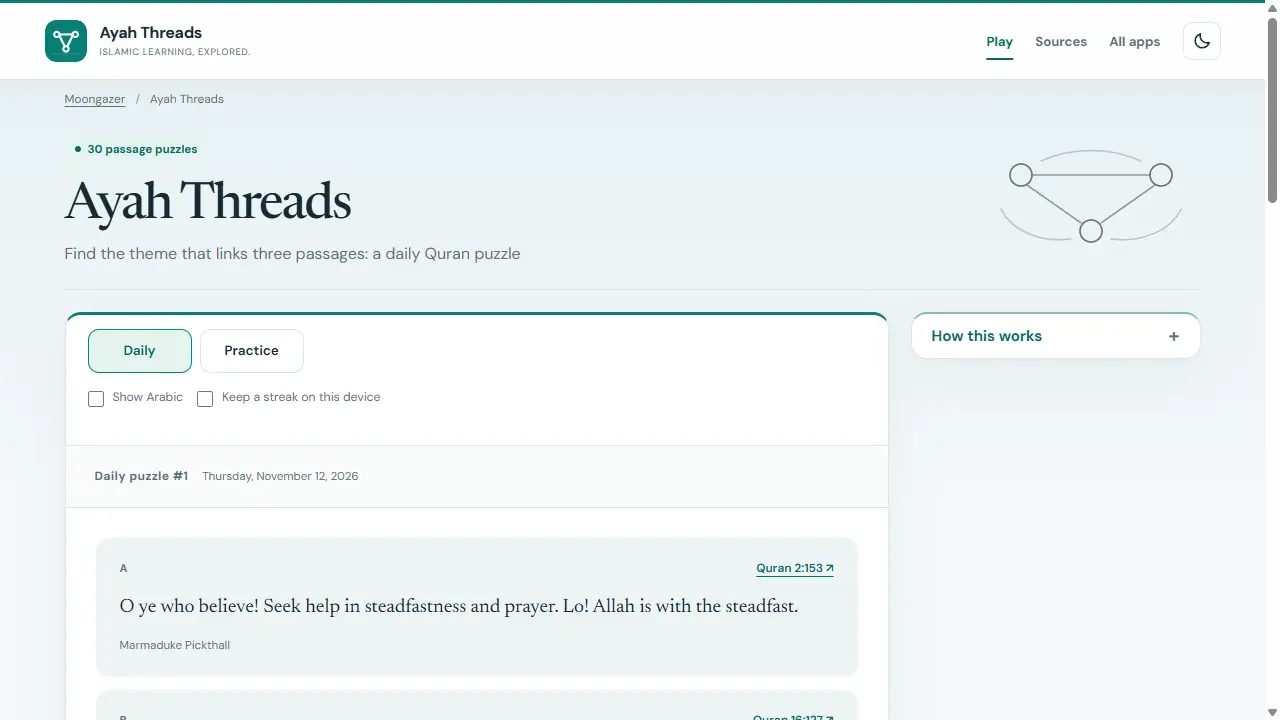 Ayah Threads
ISLAMIC LEARNING, EXPLORED.
Play
Sources
All apps
Moongazer / Ayah Threads
30 passage puzzles
Ayah Threads
Find the theme that links three passages: a daily Quran puzzle
Daily
Practice
Show Arabic
Keep a streak on this device
How this works +
Daily puzzle #1 Thursday, November 12, 2026
A
Quran 2:153 ↗
O ye who believe! Seek help in steadfastness and prayer. Lo! Allah is with the steadfast.
Marmaduke Pickthall
B
Quran 16:127 ↗